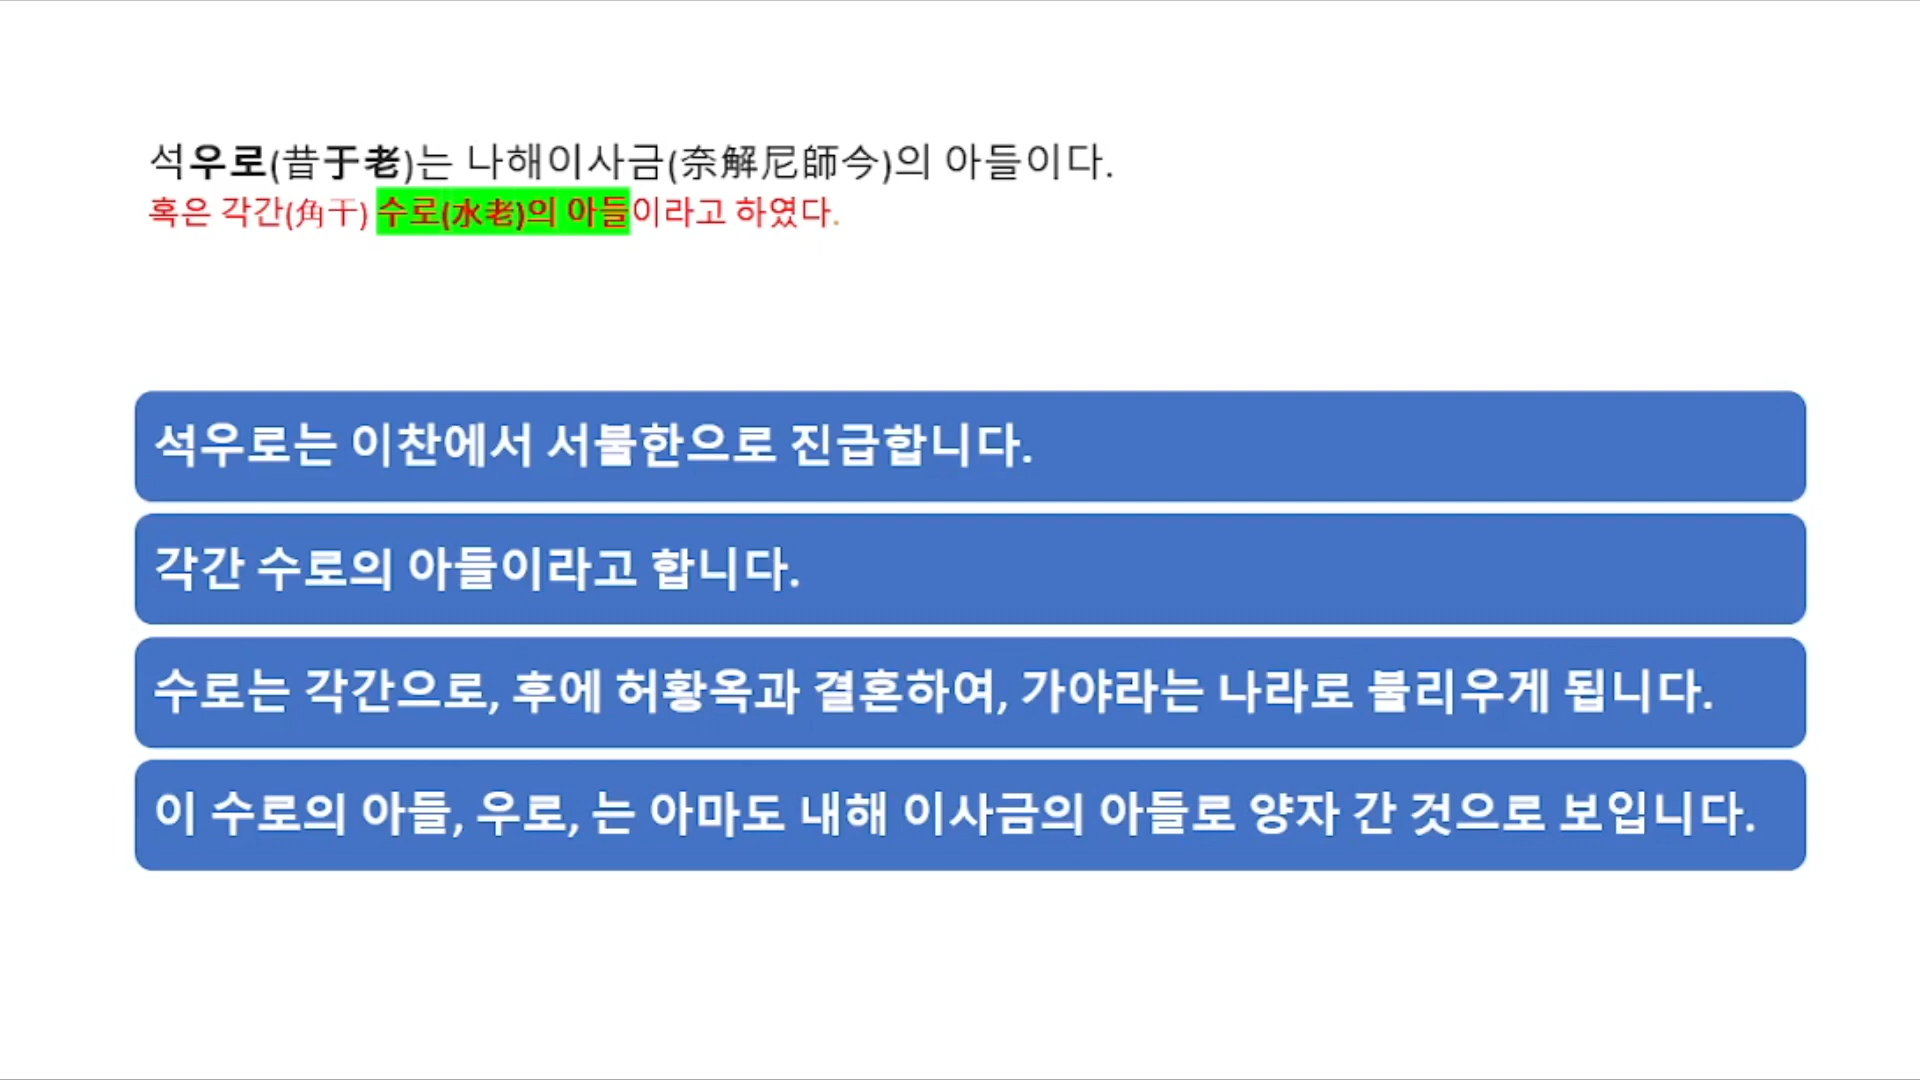 석우로(昔于老)는 나해이사금(奈解尼師今)의 아들이다.
혹은 각간(角干) 수로(水老)의 아들이라고 하였다.
석우로는 이찬에서 서불한으로 진급합니다.
각간 수로의 아들이라고 합니다.
수로는 각간으로, 후에 허황옥과 결혼하여, 가야라는 나라로 불리우게 됩니다.
이 수로의 아들, 우로, 는 아마도 내해 이사금의 아들로 양자 간 것으로 보입니다.